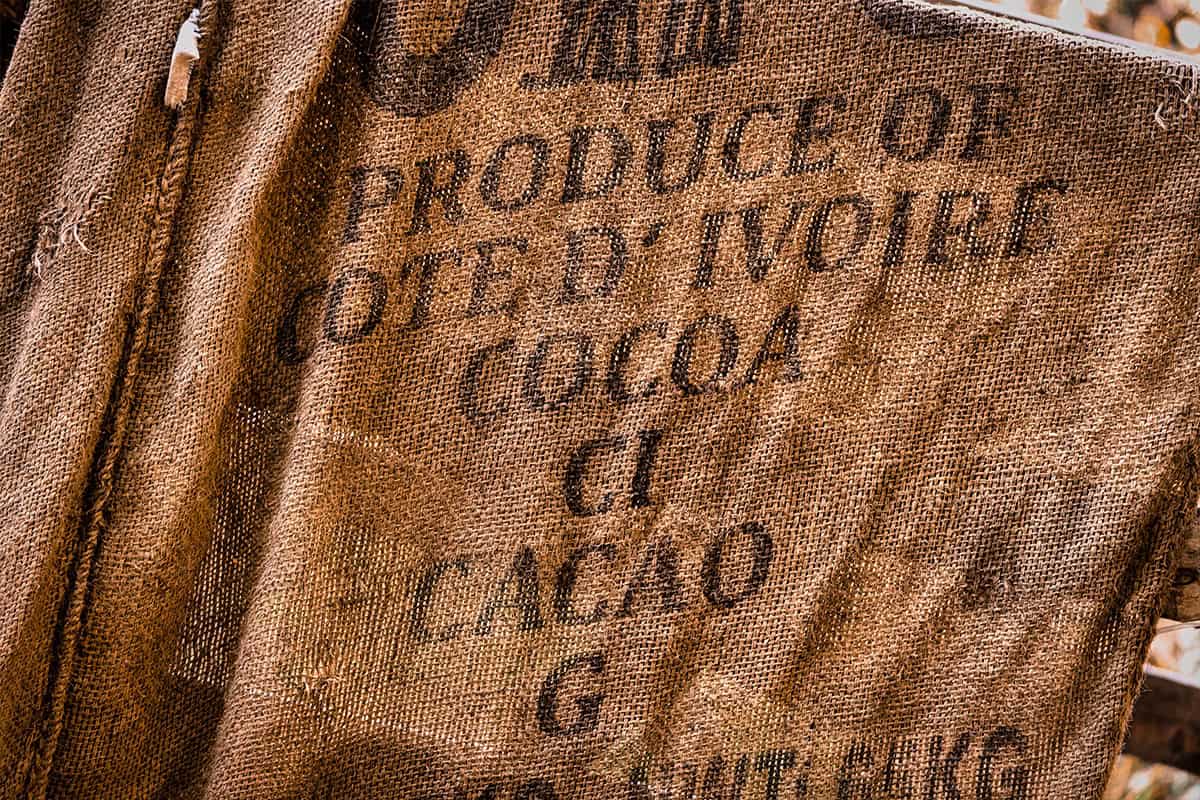 PRODUCE OF
COTE D'IVOIRE
COCOA
CI
CACAO
G